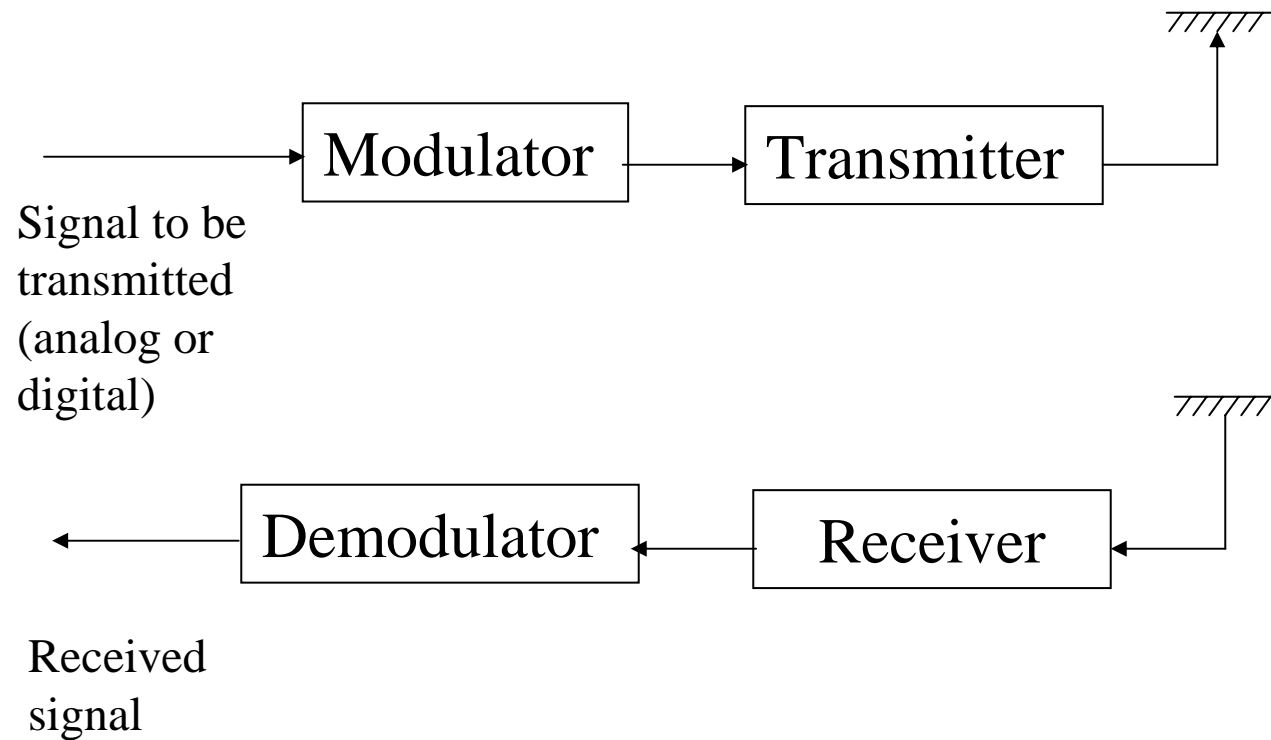 Modulator
Transmitter
Signal to be
transmitted
(analog or
digital)
Demodulator
Receiver
Received
signal